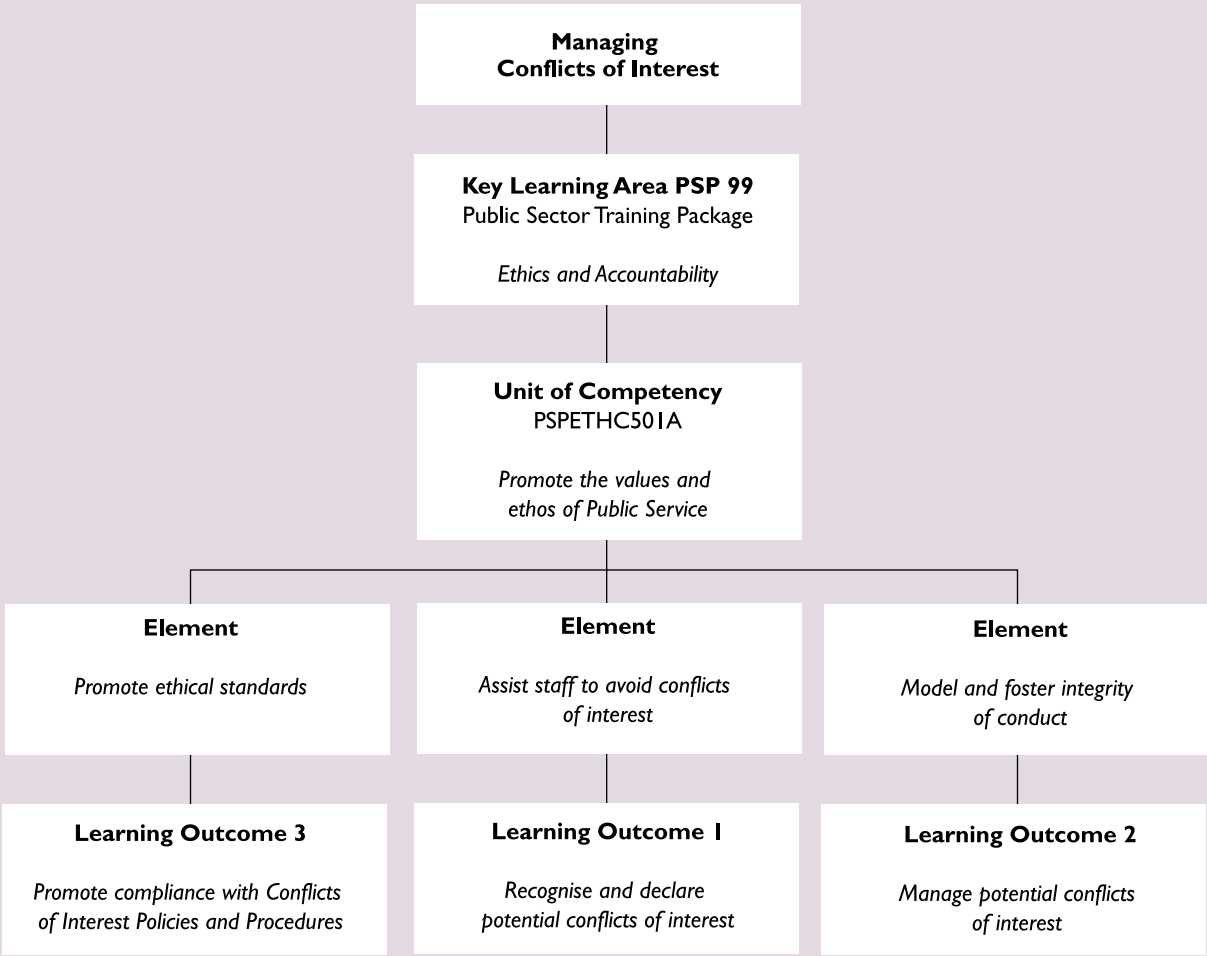 Managing
Conflicts of Interest
Key Learning Area PSP 99
Public Sector Training Package
Ethics and Accountability
Unit of Competency
PSPETHC501A
Promote the values and
ethos of Public Service
Element
Promote ethical standards
Element
Assist staff to avoid conflicts
of interest
Element
Model and foster integrity
of conduct
Learning Outcome 3
Promote compliance with Conflicts
of Interest Policies and Procedures
Learning Outcome 1
Recognise and declare
potential conflicts of interest
Learning Outcome 2
Manage potential conflicts
of interest